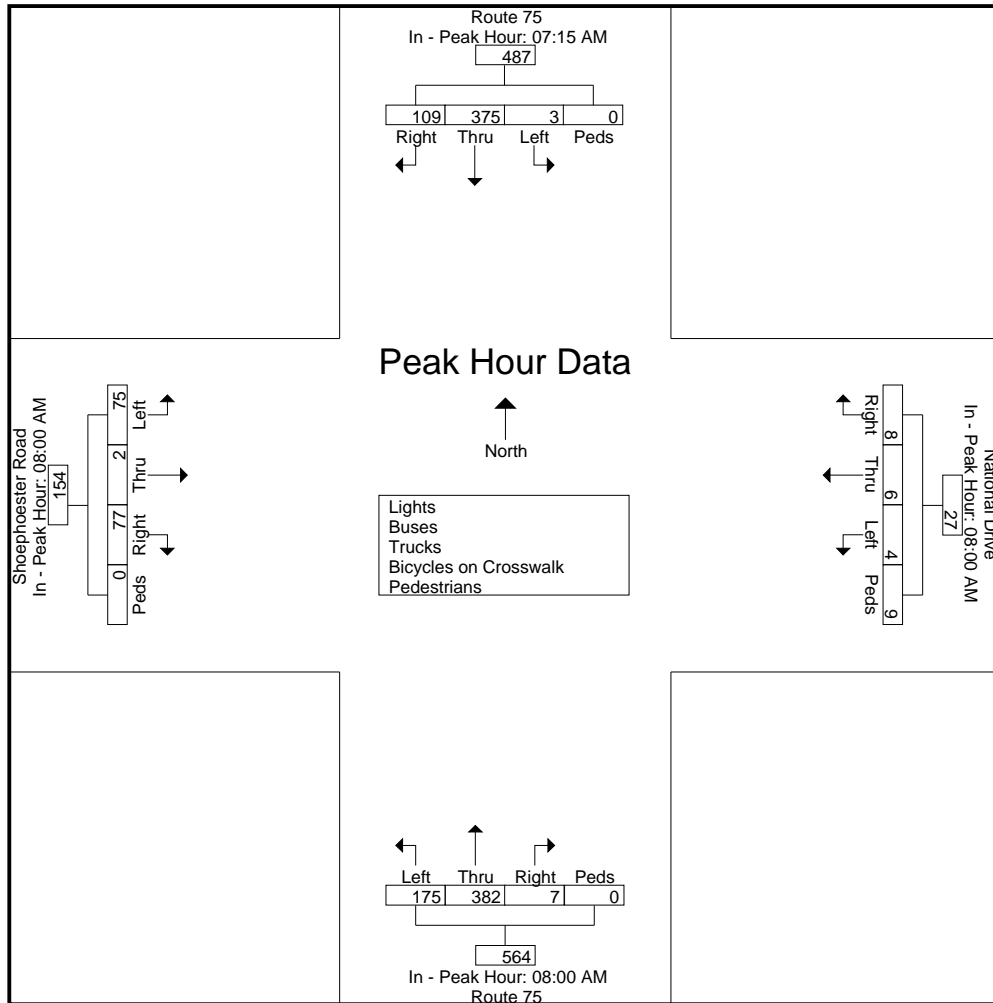 Route 75
In - Peak Hour: 07:15 AM
487
109 375 3 0
Right Thru Left Peds
Peak Hour Data
North
Lights
Buses
Trucks
Bicycles on Crosswalk
Pedestrians
Shoephoester Road
In - Peak Hour: 08:00 AM
154
75 2 77 0
Left Thru Right Peds
National Drive
In - Peak Hour: 08:00 AM
27
8 6 4 9
Right Thru Left Peds
Left Thru Right Peds
175 382 7 0
564
In - Peak Hour: 08:00 AM
Route 75